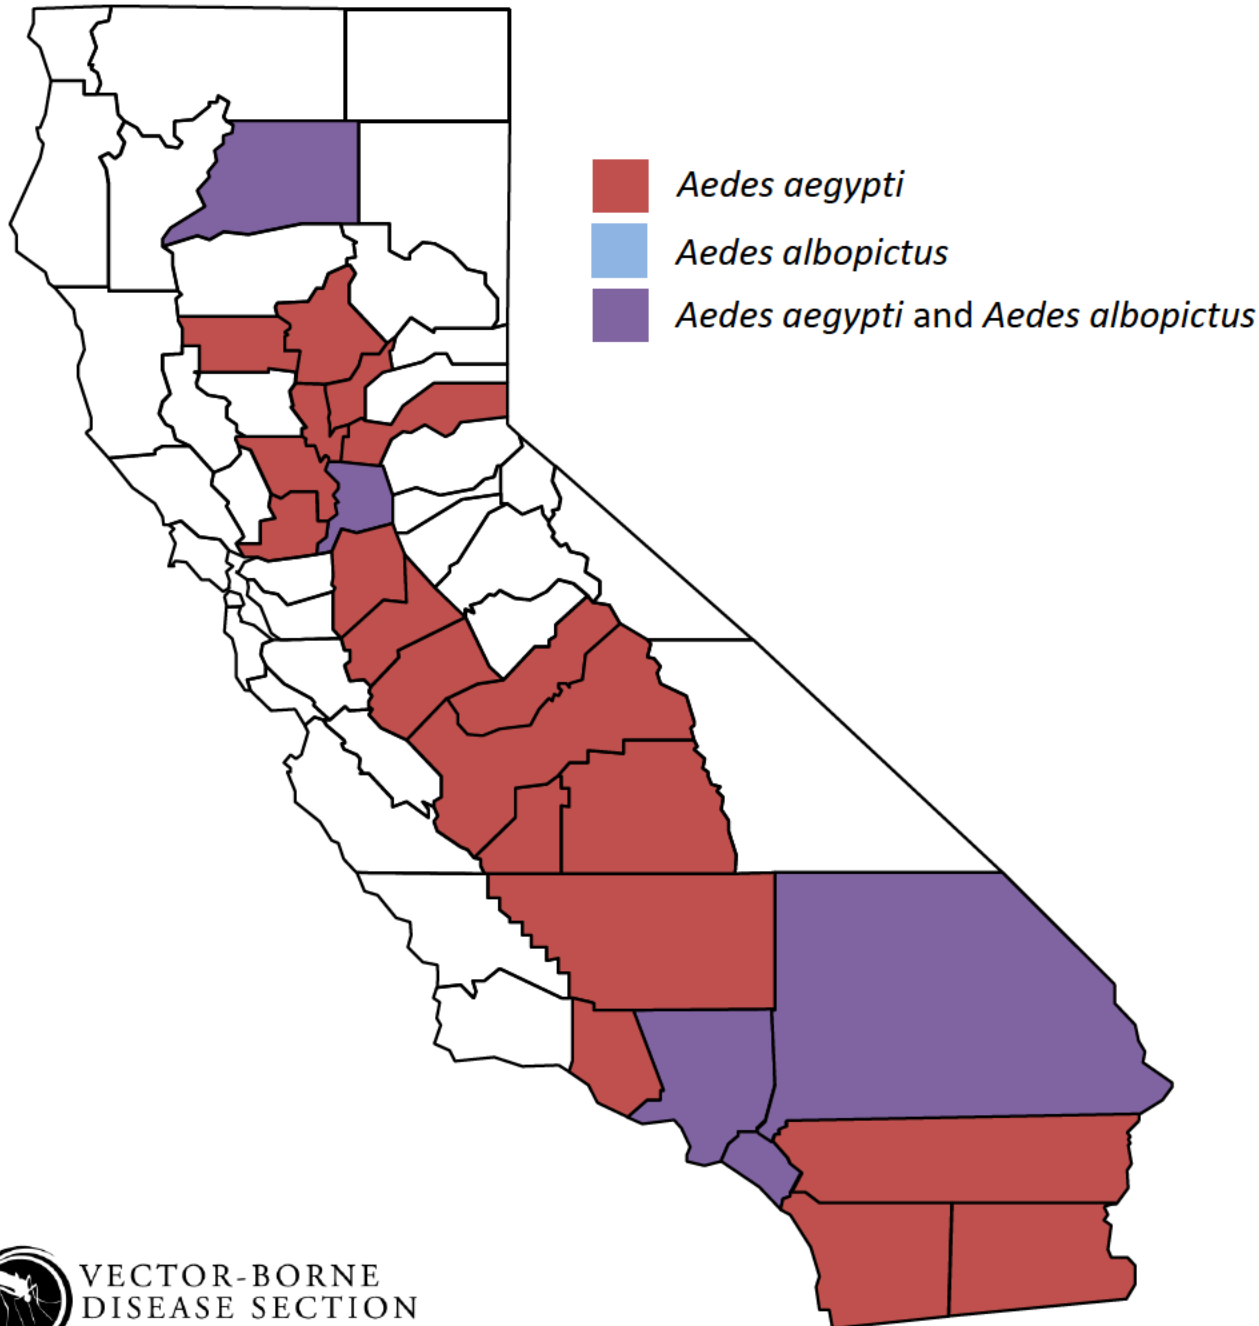 Aedes aegypti
Aedes albopictus
Aedes aegypti and Aedes albopictus
VECTOR-BORNE
DISEASE SECTION